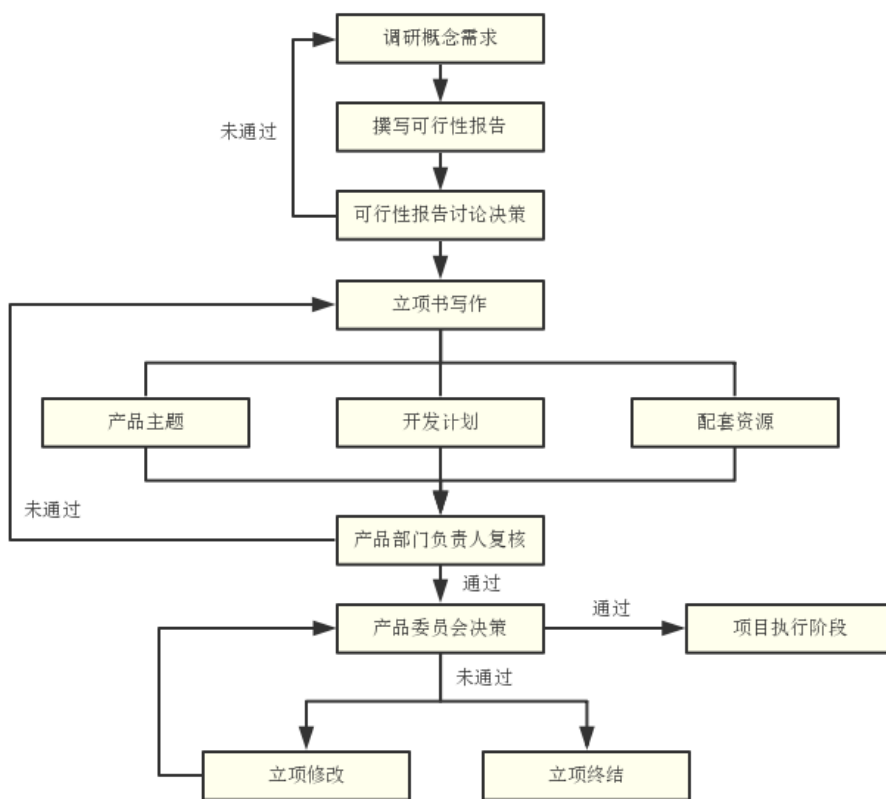 调研概念需求
撰写可行性报告
未通过
可行性报告讨论决策
立项书写作
产品主题
开发计划
配套资源
未通过
产品部门负责人复核
通过
产品委员会决策
通过
项目执行阶段
未通过
立项修改
立项终结